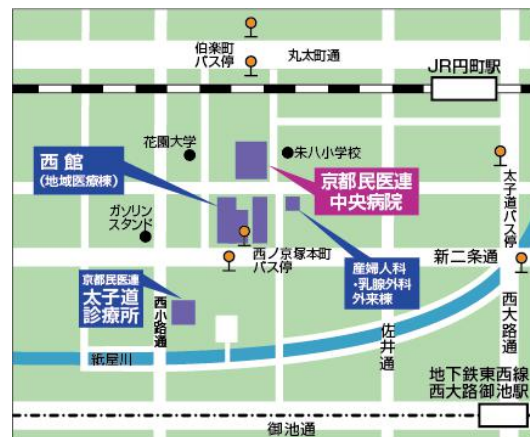 伯楽町
バス停
丸太町通
JR円町駅
花園大学
朱八小学校
西館
(地域医療棟)
京都民医連
中央病院
太子道バス停
ガソリン
スタンド
西ノ京塚本町
バス停
新二条通
産婦人科
・乳腺外科
外来棟
京都民医連
太子道
診療所
西小路通
佐井通
西大路通
紙屋川
地下鉄東西線
西大路御池駅
御池通